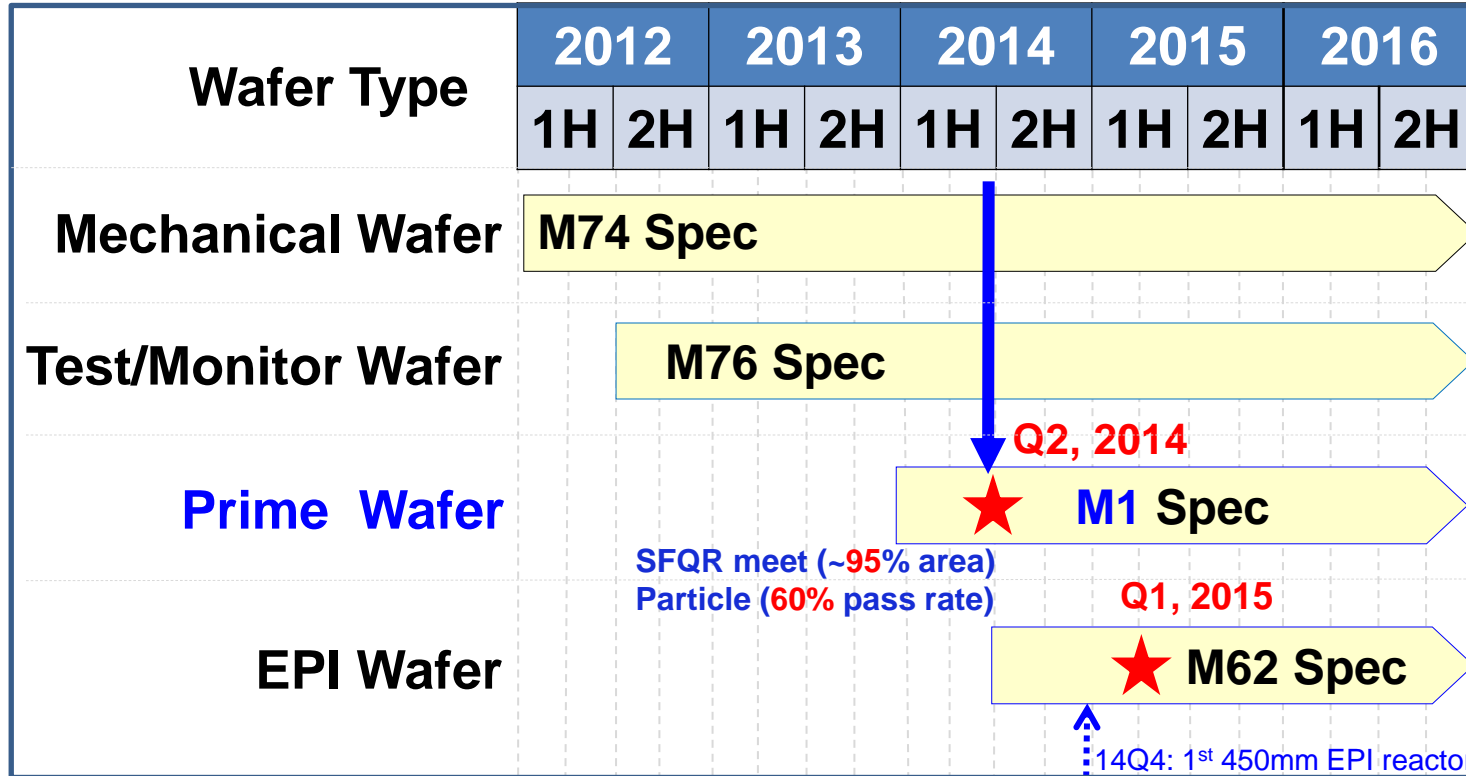 Wafer Type
2012 2013 2014 2015 2016
1H 2H 1H 2H 1H 2H 1H 2H 1H 2H
Mechanical Wafer M74 Spec
Test/Monitor Wafer M76 Spec
Q2, 2014
Prime Wafer M1 Spec
SFQR meet (~95% area)
Particle (60% pass rate)
Q1, 2015
EPI Wafer M62 Spec
14Q4: 1st 450mm EPI reacto